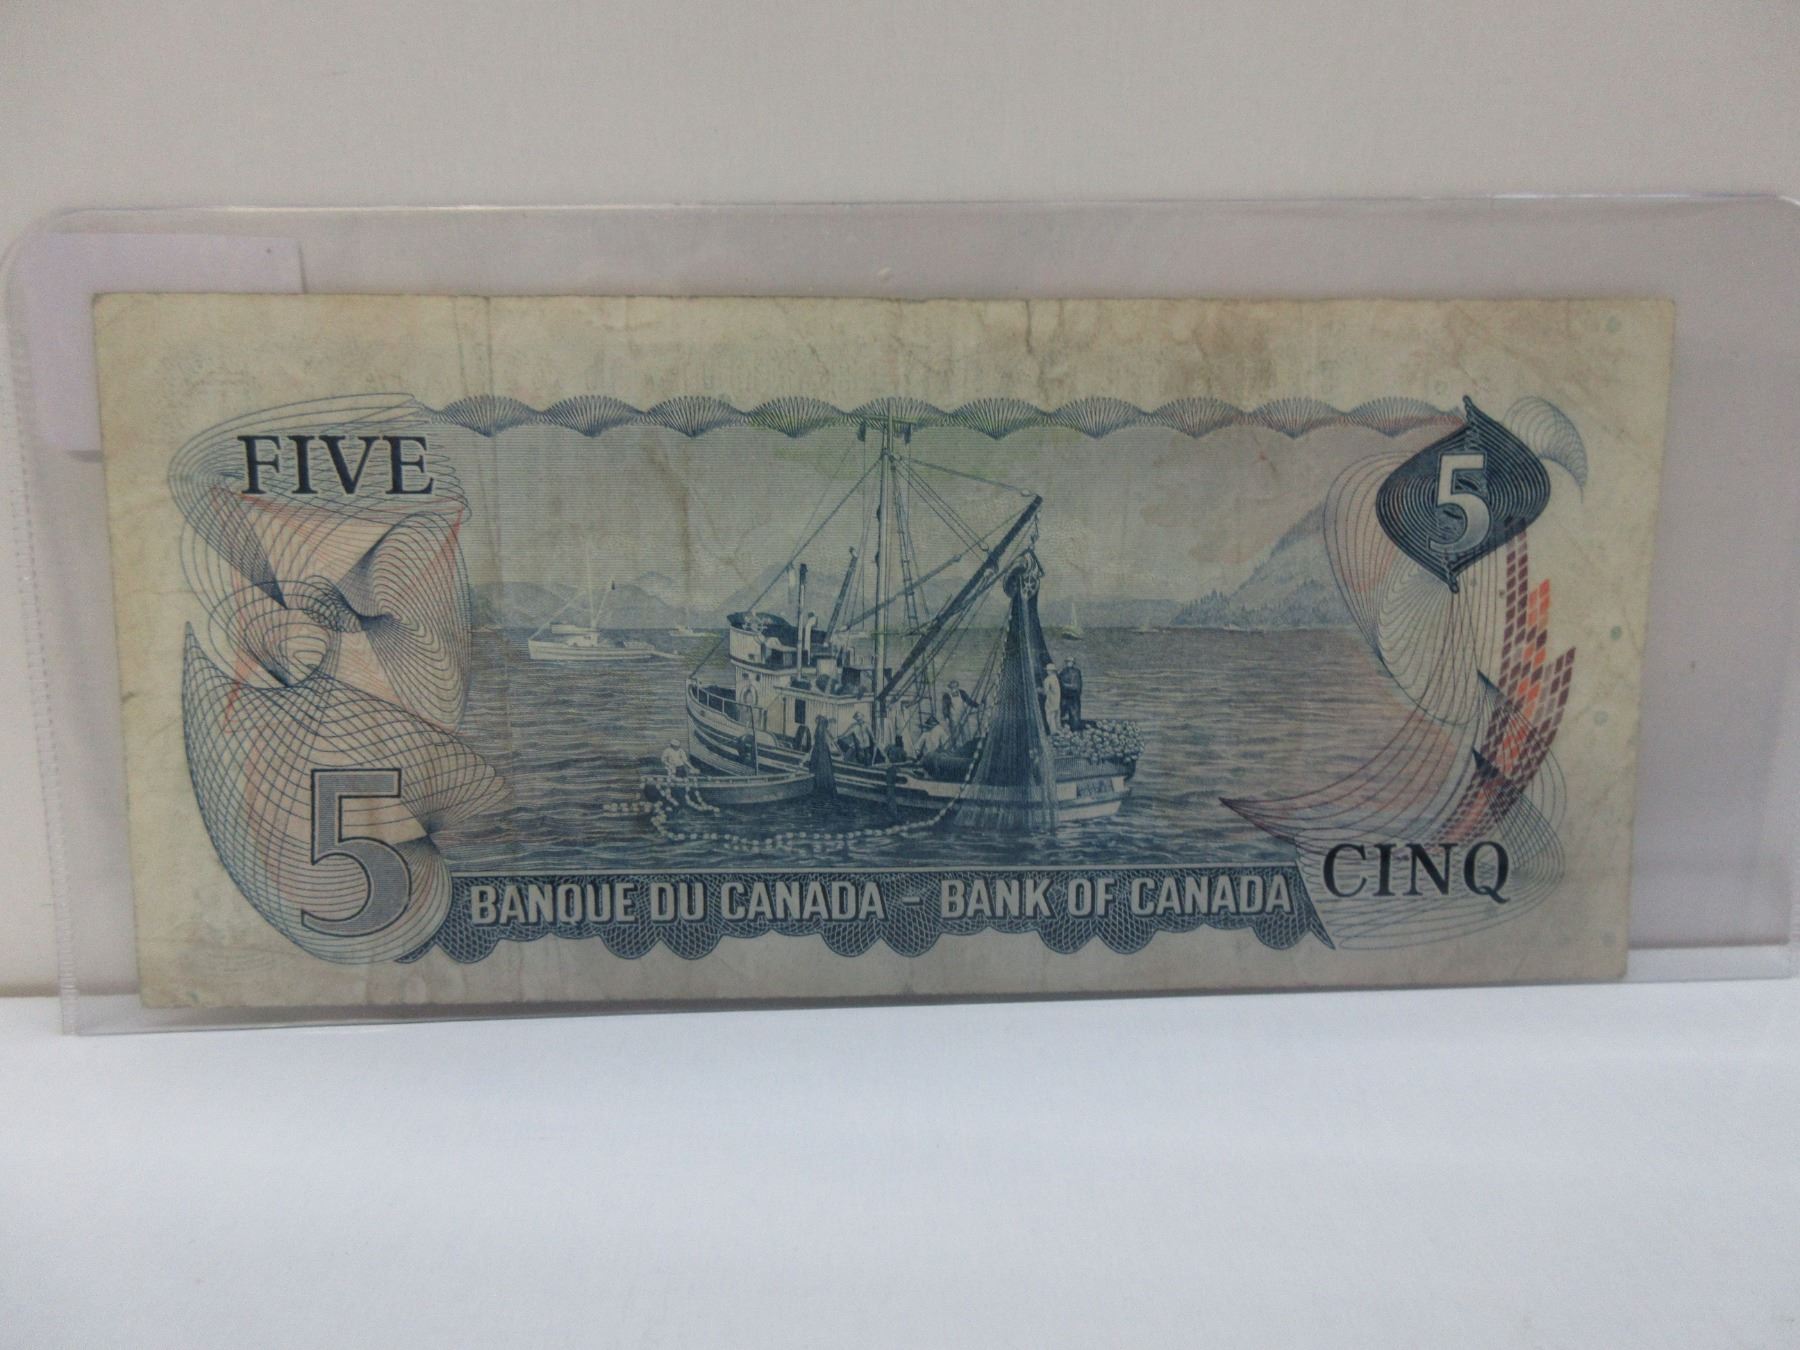 FIVE
5
5
BANQUE DU CANADA - BANK OF CANADA
CINQ